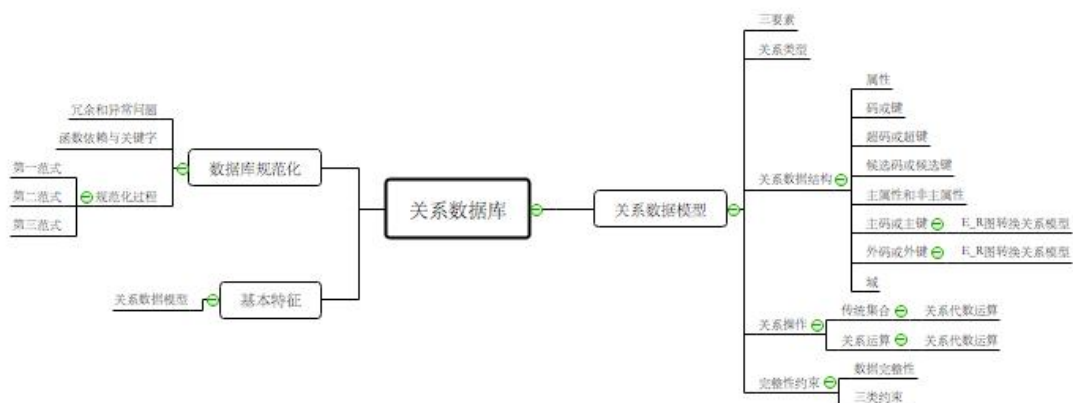 关系数据库
数据库规范化
冗余和异常问题
函数依赖与关键字
规范化过程
第一范式
第二范式
第三范式
基本特征
关系数据模型
关系数据模型
三要素
关系类型
关系数据结构
属性
码或键
超码或超键
候选码或候选键
主属性和非主属性
主码或主键
E_R图转换关系模型
外码或外键
E_R图转换关系模型
域
关系操作
传统集合
关系代数运算
关系运算
关系代数运算
完整性约束
数据完整性
三类约束